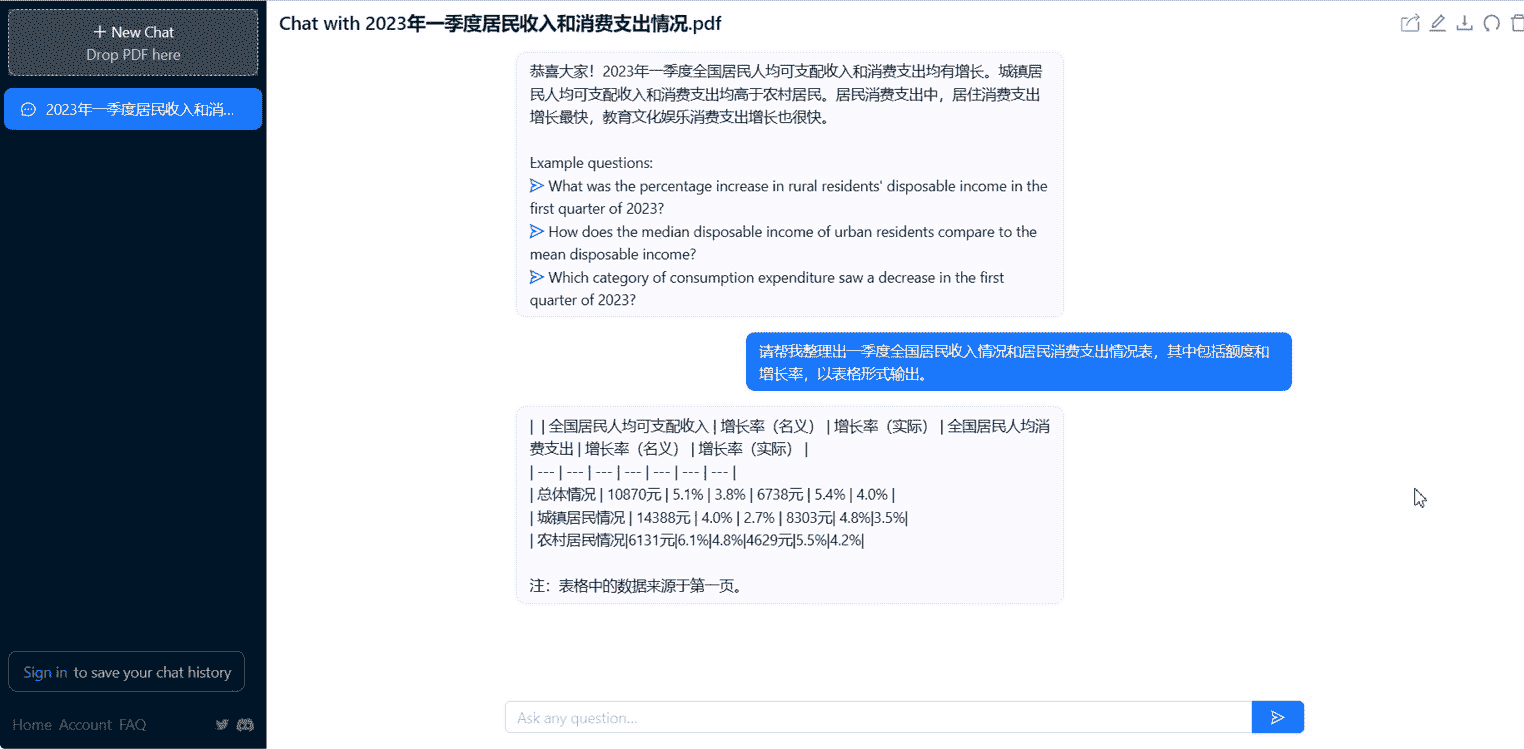 New Chat
Drop PDF here
2023年一季度居民收入和消...
Sign in to save your chat history
Home Account FAQ
Chat with 2023年一季度居民收入和消费支出情况.pdf
恭喜大家！2023年一季度全国居民人均可支配收入和消费支出均有增长。城镇居
民人均可支配收入和消费支出均高于农村居民。居民消费支出中，居住消费支出
增长最快，教育文化娱乐消费支出增长也很快。
Example questions:
What was the percentage increase in rural residents' disposable income in the
first quarter of 2023?
How does the median disposable income of urban residents compare to the
mean disposable income?
Which category of consumption expenditure saw a decrease in the first
quarter of 2023?
请帮我整理出一季度全国居民收入情况和居民消费支出情况表，其中包括额度和
增长率，以表格形式输出。
| | 全国居民人均可支配收入 | 增长率（名义） | 增长率（实际） | 全国居民人均消
费支出 | 增长率（名义） | 增长率（实际） |
| --- | --- | --- | --- | --- | --- | --- |
| 总体情况 | 10870元 | 5.1% | 3.8% | 6738元 | 5.4% | 4.0% |
| 城镇居民情况 | 14388元 | 4.0% | 2.7% | 8303元| 4.8%|3.5%|
| 农村居民情况|6131元|6.1%|4.8%|4629元|5.5%|4.2%|
注：表格中的数据来源于第一页。
Ask any question...